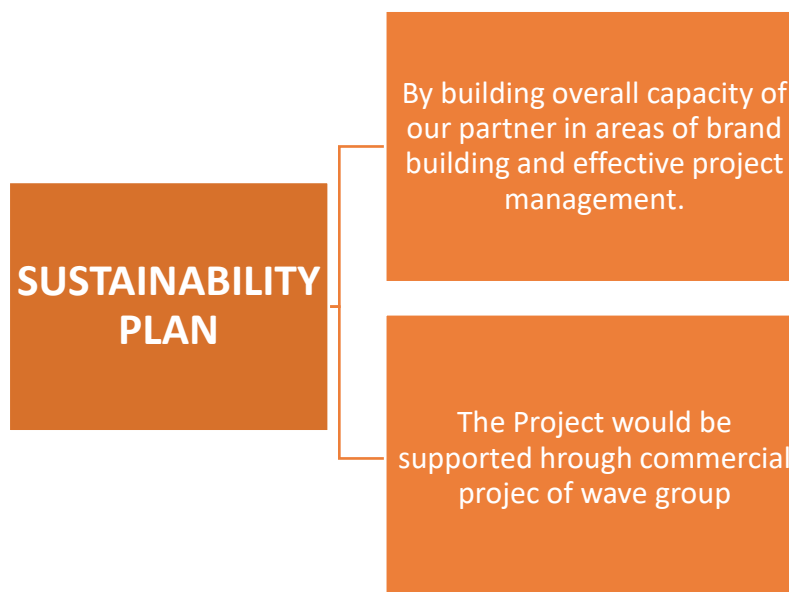 SUSTAINABILITY
PLAN
By building overall capacity of
our partner in areas of brand
building and effective project
management.
The Project would be
supported hrough commercial
projec of wave group